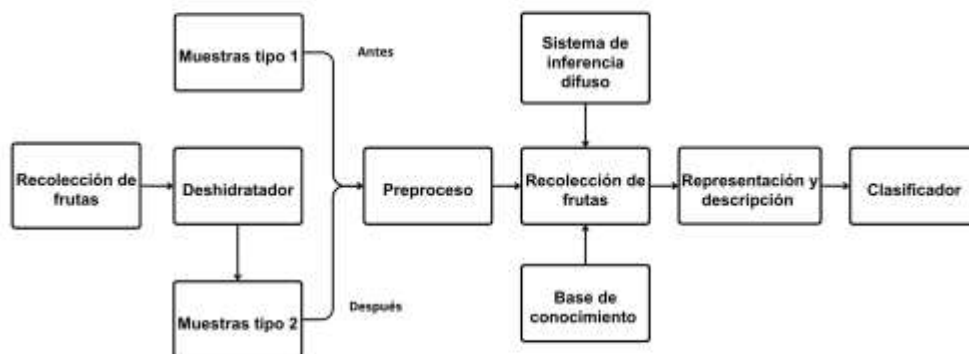 Muestras tipo 1
Antes
Sistema de
inferencia
difuso
Recolección de
frutas
Deshidratador
Preproceso
Recolección de
frutas
Representación y
descripción
Clasificador
Muestras tipo 2
Después
Base de
conocimiento